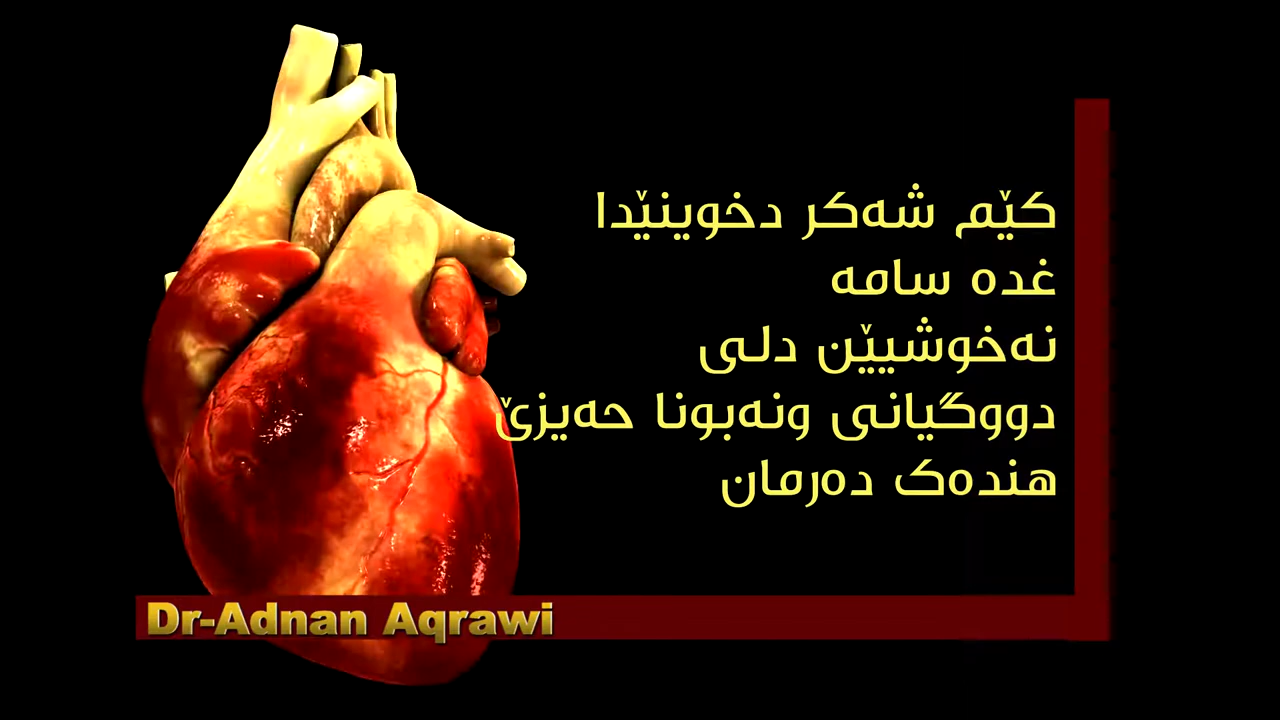 کێم شەکر دخوینێدا
غدە سامە
نەخوشییێن دلی
دووگیانی ونەبونا حەیزێ
هندەک دەرمان
Dr-Adnan Aqrawi